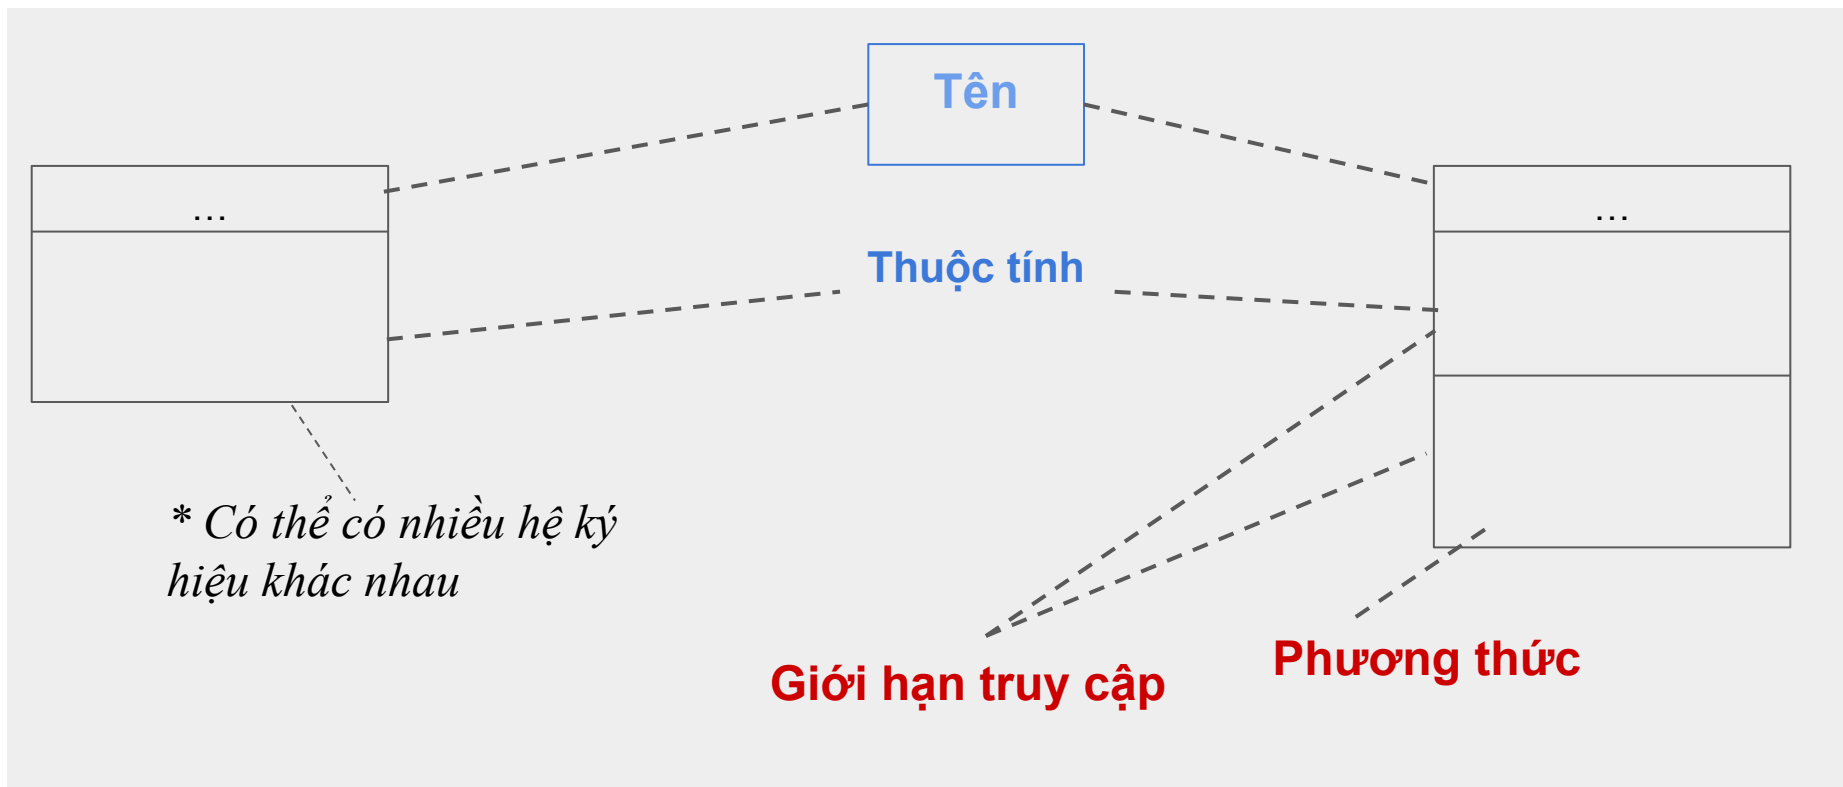 Tên
...
...
Thuộc tính
* Có thể có nhiều hệ ký
hiệu khác nhau
Giới hạn truy cập
Phương thức